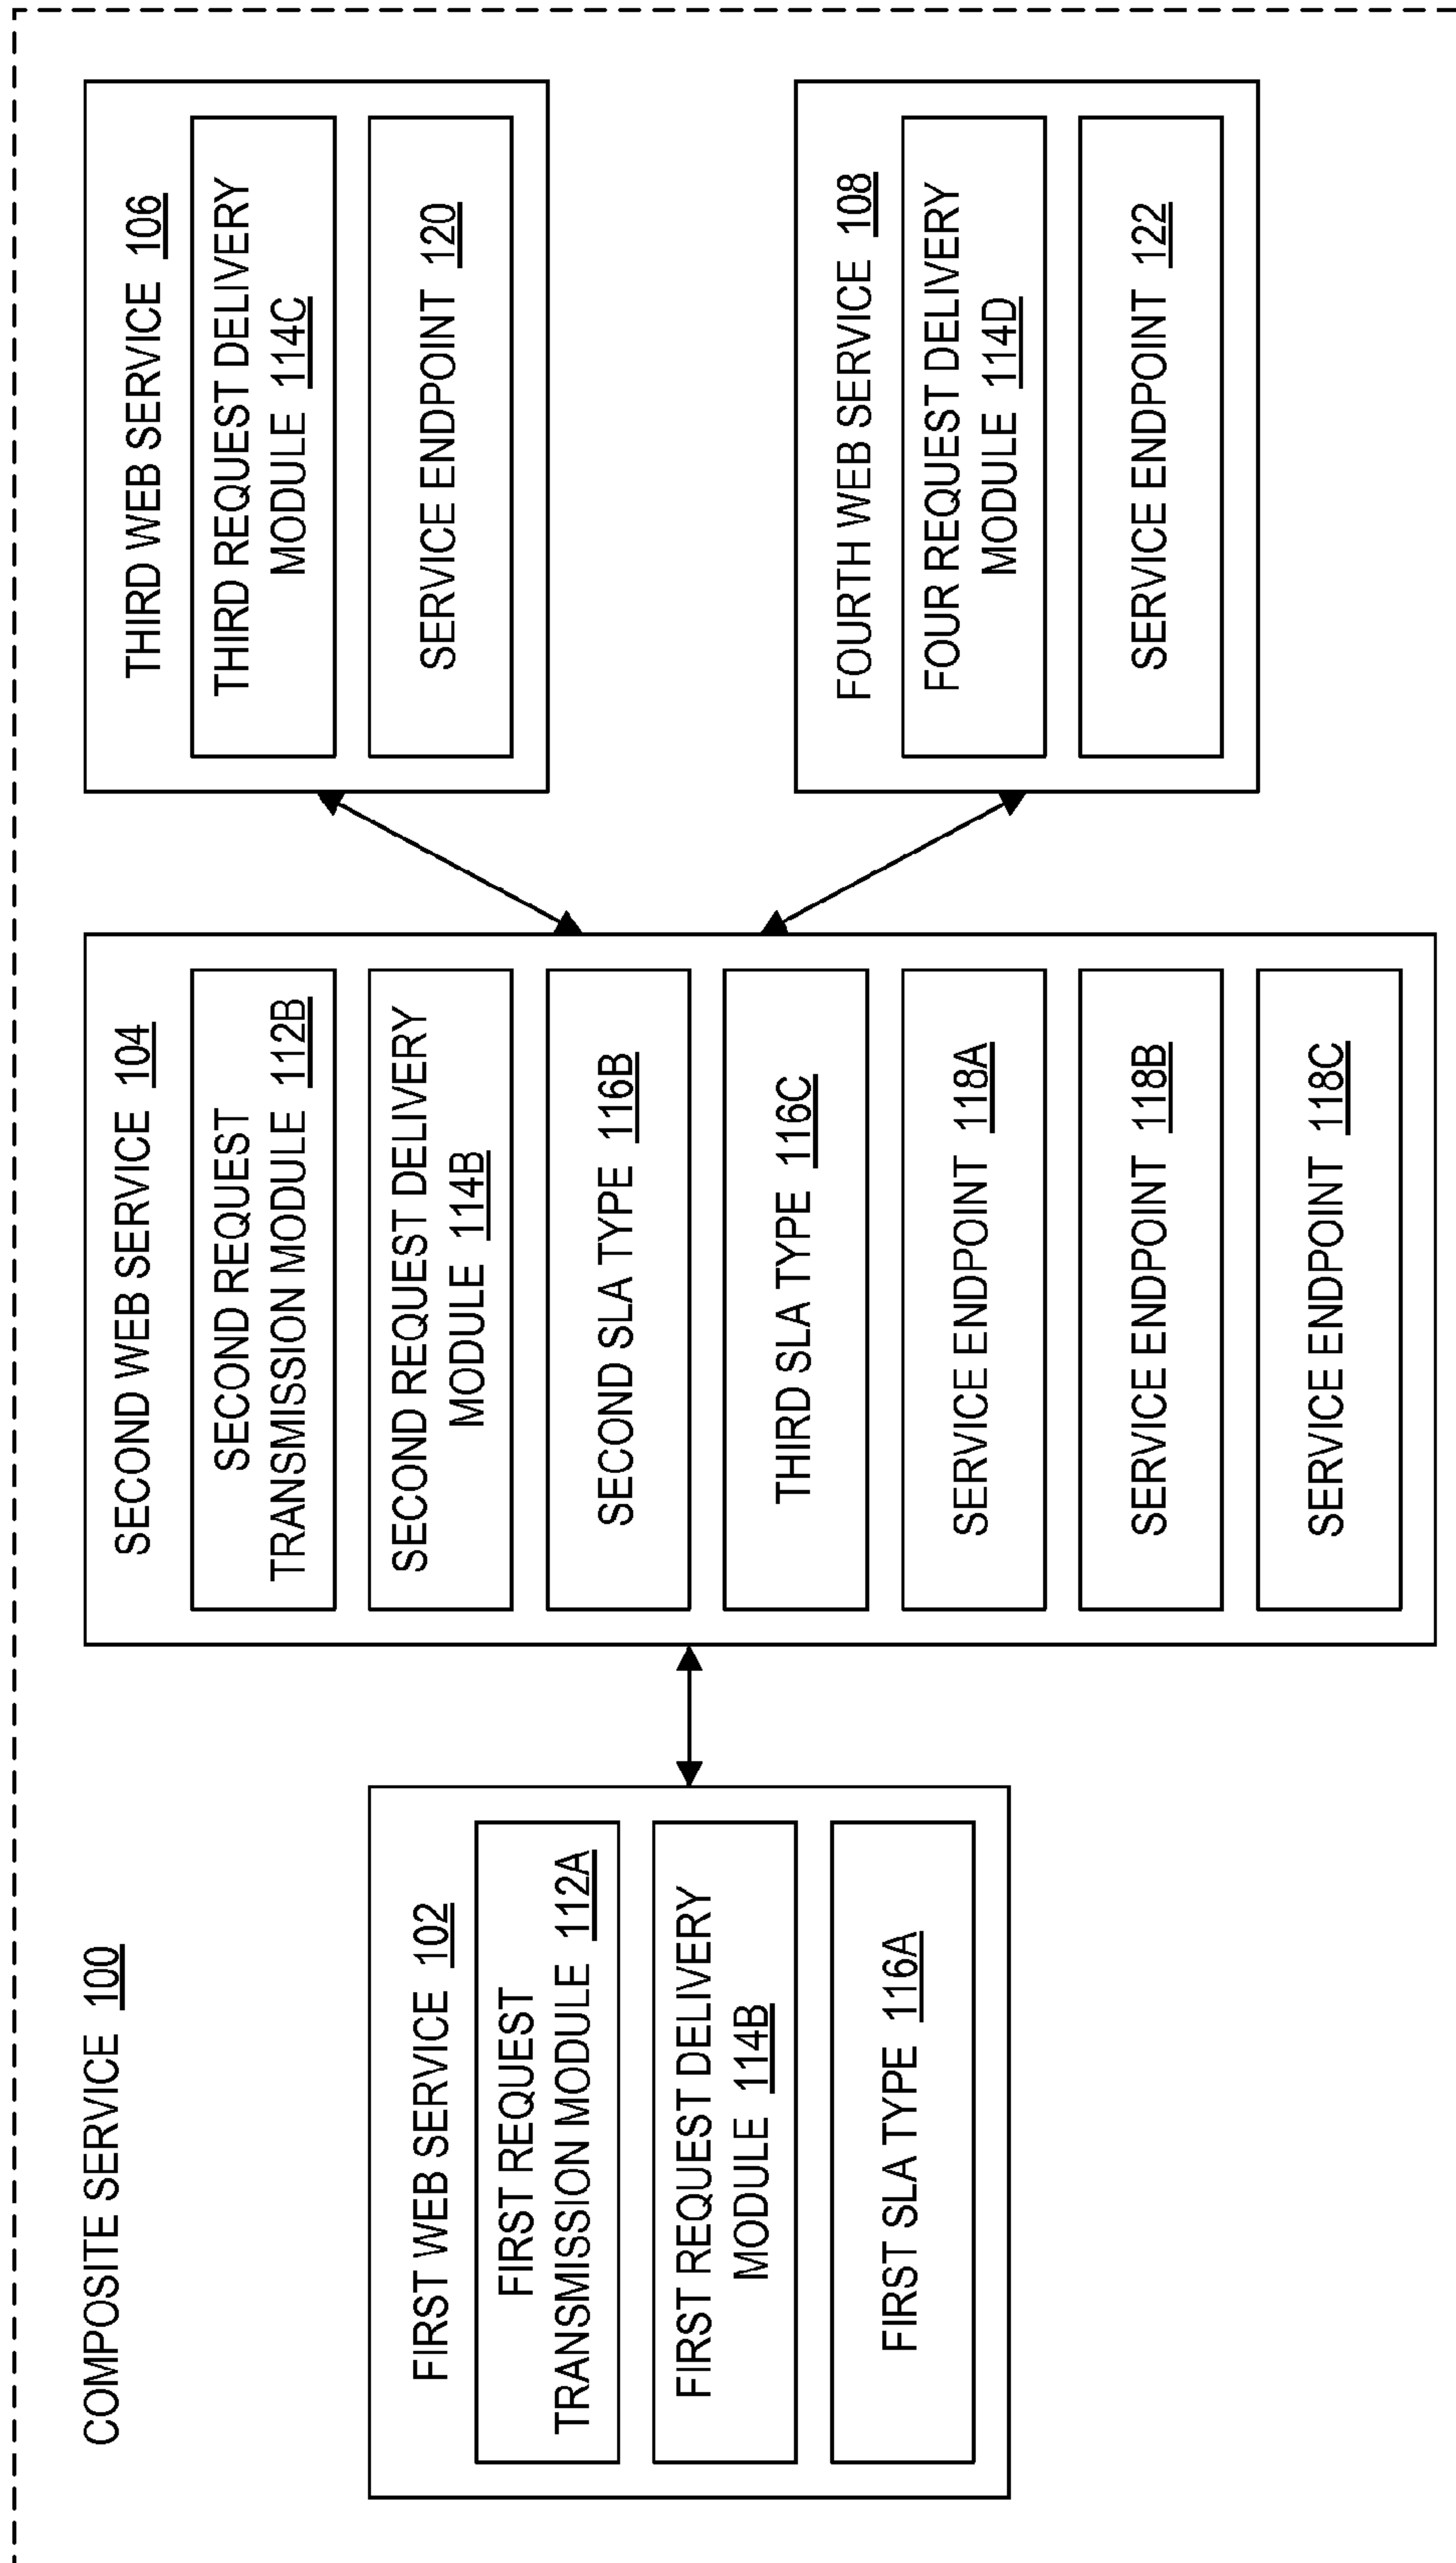 COMPOSITE SERVICE 100
FIRST WEB SERVICE 102
FIRST REQUEST
TRANSMISSION MODULE 112A
FIRST REQUEST DELIVERY
MODULE 114B
FIRST SLA TYPE 116A
SECOND WEB SERVICE 104
SECOND REQUEST
TRANSMISSION MODULE 112B
SECOND REQUEST DELIVERY
MODULE 114B
SECOND SLA TYPE 116B
THIRD SLA TYPE 116C
SERVICE ENDPOINT 118A
SERVICE ENDPOINT 118B
SERVICE ENDPOINT 118C
THIRD WEB SERVICE 106
THIRD REQUEST DELIVERY
MODULE 114C
SERVICE ENDPOINT 120
FOURTH WEB SERVICE 108
FOUR REQUEST DELIVERY
MODULE 114D
SERVICE ENDPOINT 122